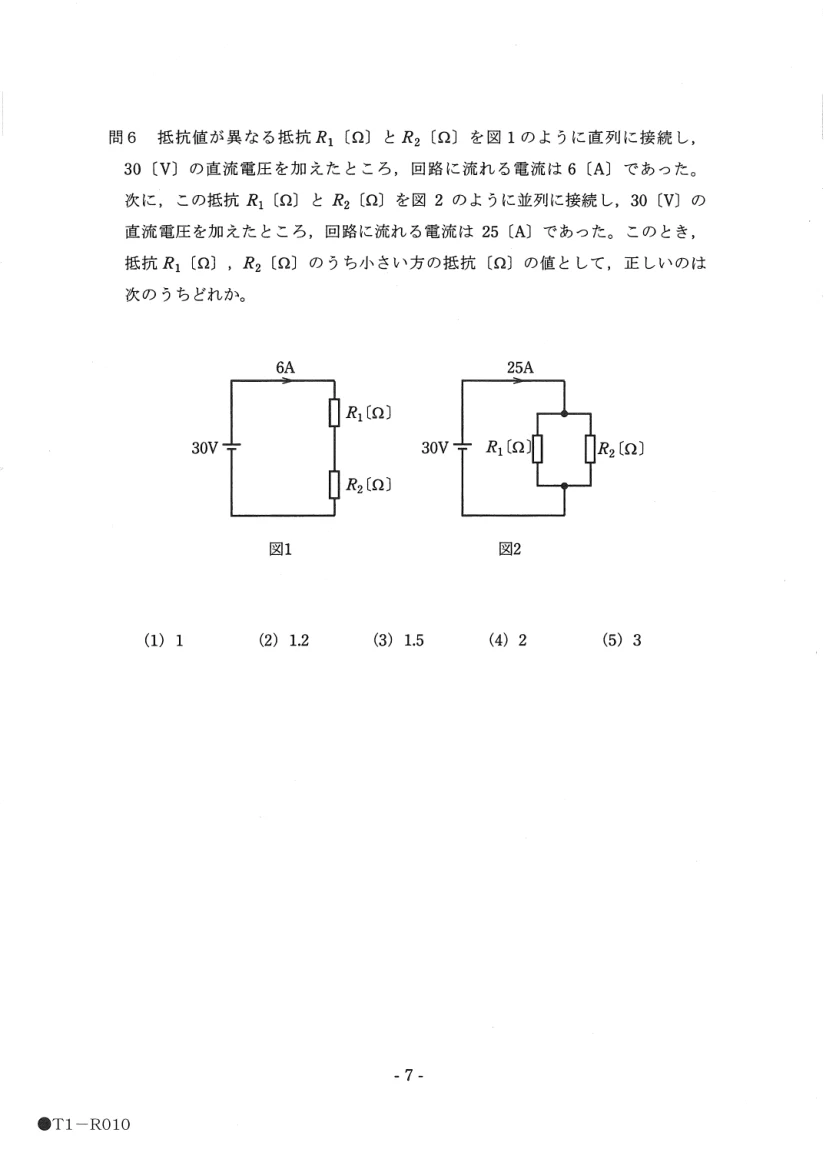 問6 抵抗値が異なる抵抗 R₁〔Ω〕と R₂〔Ω〕を図1のように直列に接続し，
30〔V〕の直流電圧を加えたところ，回路に流れる電流は6〔A〕であった。
次に，この抵抗 R₁〔Ω〕と R₂〔Ω〕を図2のように並列に接続し，30〔V〕の
直流電圧を加えたところ，回路に流れる電流は25〔A〕であった。このとき，
抵抗 R₁〔Ω〕，R₂〔Ω〕のうち小さい方の抵抗〔Ω〕の値として，正しいのは
次のうちどれか。
6A
R₁〔Ω〕
30V
R₂〔Ω〕
図1
25A
30V
R₁〔Ω〕
R₂〔Ω〕
図2
(1) 1 (2) 1.2 (3) 1.5 (4) 2 (5) 3
- 7 -
●T1－R010